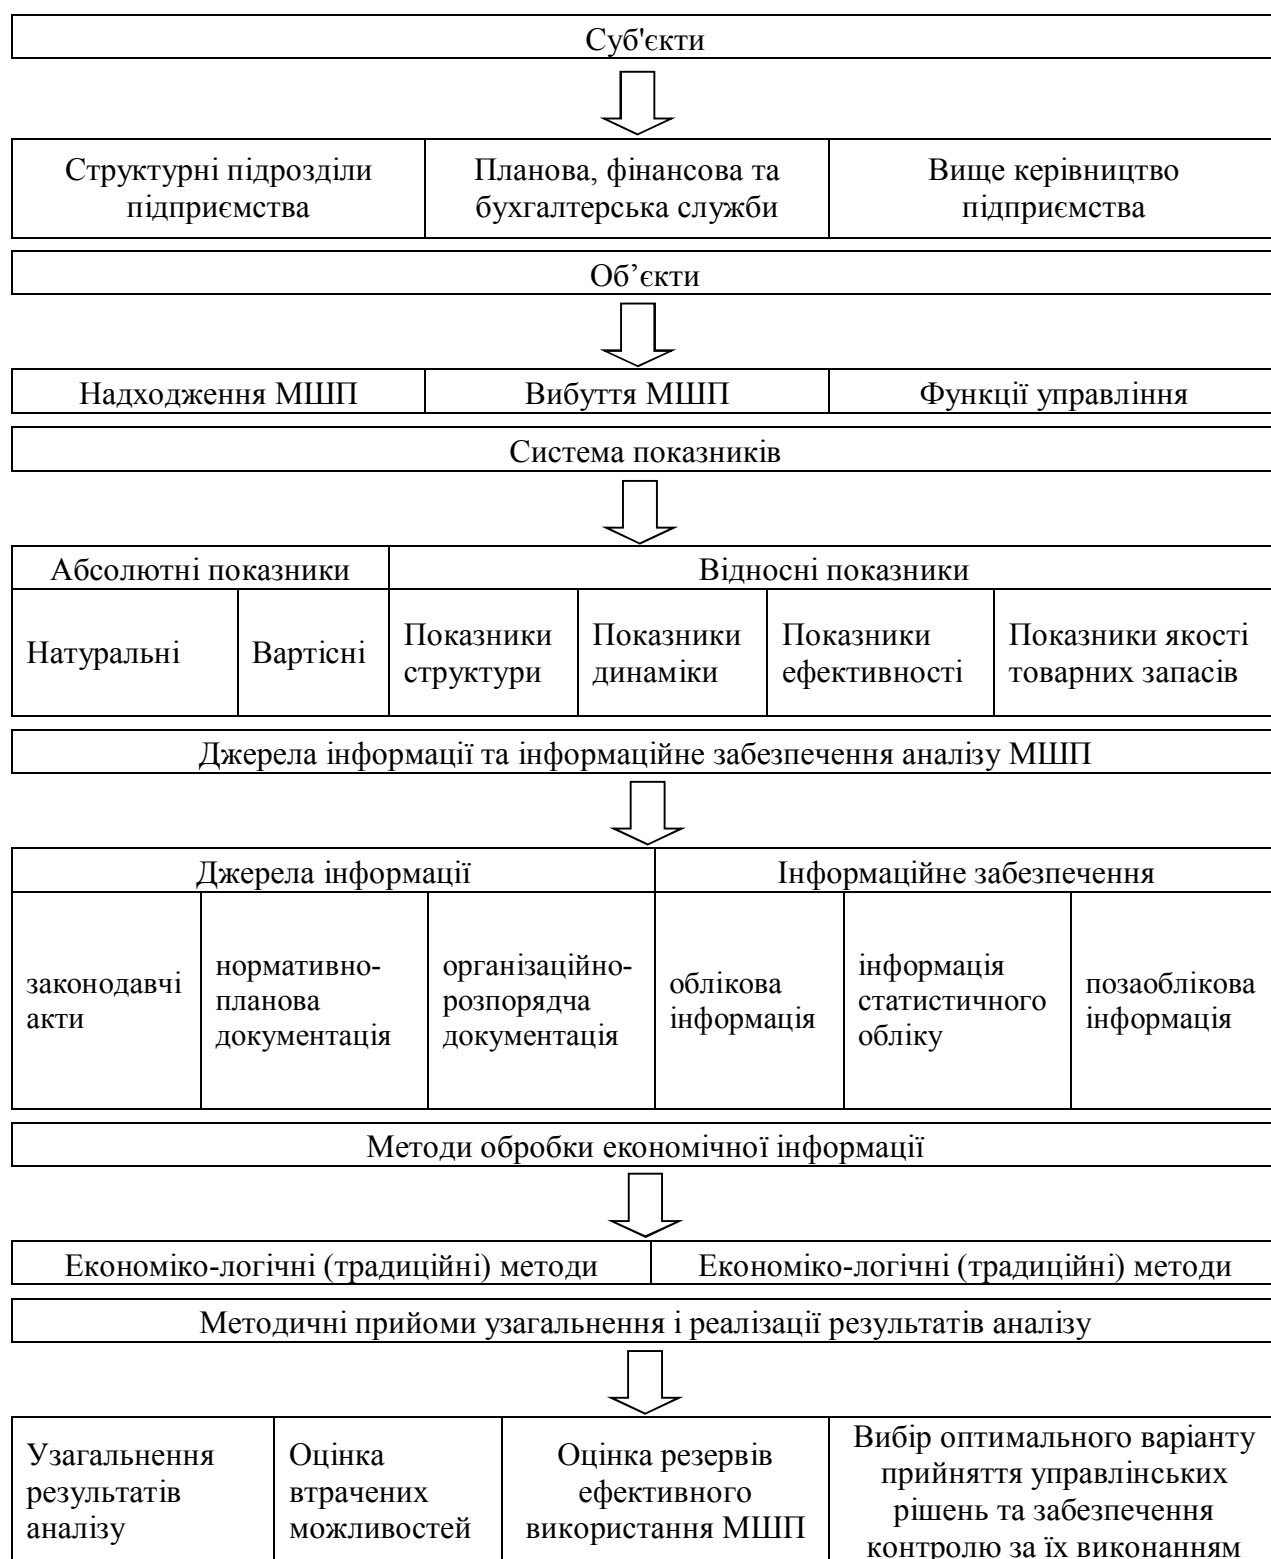 Суб'єкти
Структурні підрозділи
підприємства
Планова, фінансова та
бухгалтерська служби
Вище керівництво
підприємства
Об’єкти
Надходження МШП
Вибуття МШП
Функції управління
Система показників
Абсолютні показники
Відносні показники
Натуральні
Вартісні
Показники
структури
Показники
динаміки
Показники
ефективності
Показники якості
товарних запасів
Джерела інформації та інформаційне забезпечення аналізу МШП
Джерела інформації
Інформаційне забезпечення
законодавчі
акти
нормативно-
планова
документація
організаційно-
розпорядча
документація
облікова
інформація
інформація
статистичного
обліку
позаоблікова
інформація
Методи обробки економічної інформації
Економіко-логічні (традиційні) методи
Економіко-логічні (традиційні) методи
Методичні прийоми узагальнення і реалізації результатів аналізу
Узагальнення
результатів
аналізу
Оцінка
втрачених
можливостей
Оцінка резервів
ефективного
використання МШП
Вибір оптимального варіанту
прийняття управлінських
рішень та забезпечення
контролю за їх виконанням